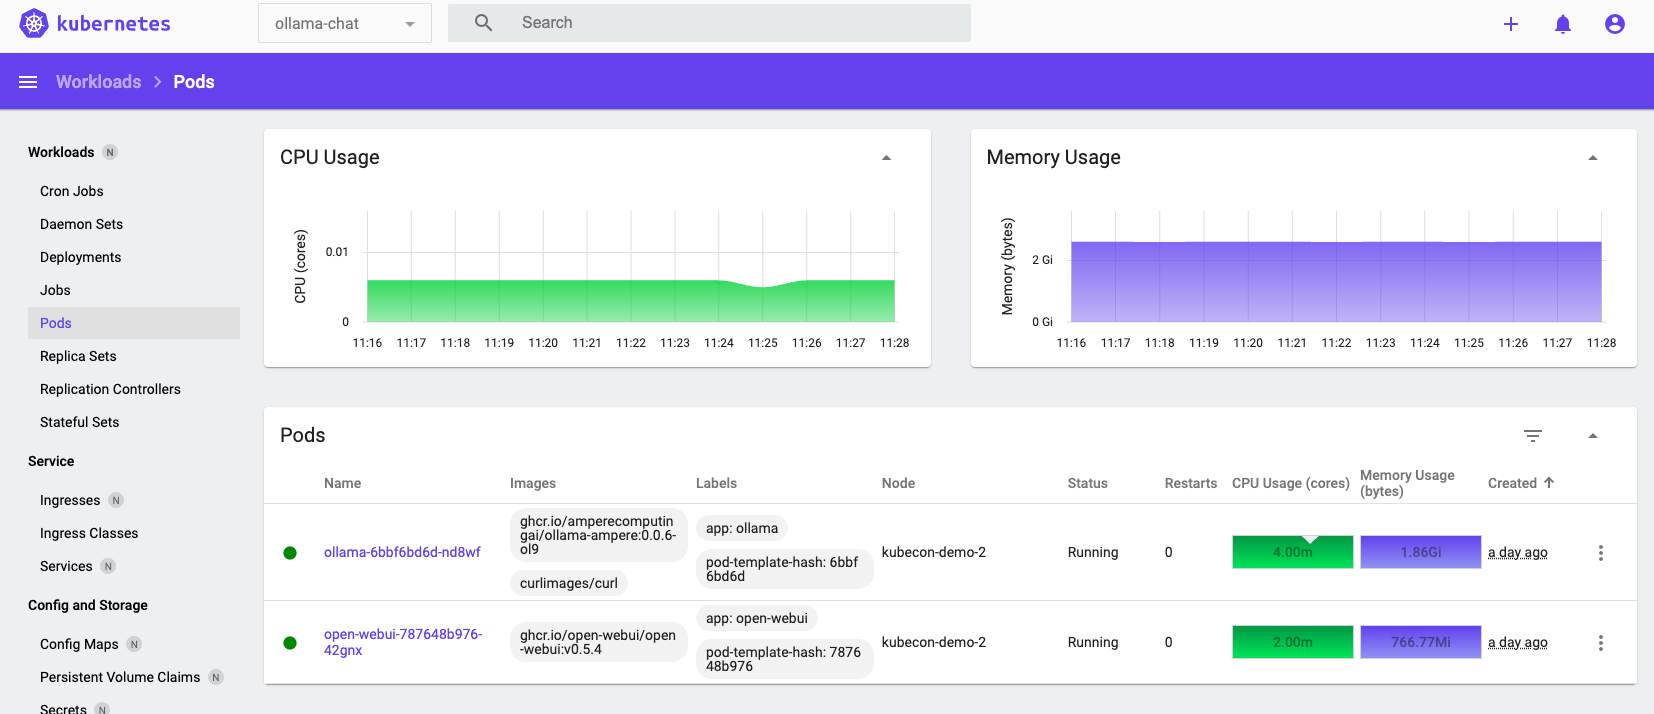 kubernetes
ollama-chat
Search
Workloads > Pods
Workloads N
Cron Jobs
Daemon Sets
Deployments
Jobs
Pods
Replica Sets
Replication Controllers
Stateful Sets
Service
Ingresses N
Ingress Classes
Services N
Config and Storage
Config Maps N
Persistent Volume Claims N
Secrets N
CPU Usage
CPU (cores)
0.01
0
11:16 11:17 11:18 11:19 11:20 11:21 11:22 11:23 11:24 11:25 11:26 11:27 11:28
Memory Usage
Memory (bytes)
2 Gi
0 Gi
11:16 11:17 11:18 11:19 11:20 11:21 11:22 11:23 11:24 11:25 11:26 11:27 11:28
Pods
Name Images Labels Node Status Restarts CPU Usage (cores) Memory Usage
(bytes) Created
ollama-6bbf6bd6d-nd8wf
ghcr.io/amperecomputin
gai/ollama-ampere:0.0.6-
ol9
curlimages/curl
app: ollama
pod-template-hash: 6bbf
6bd6d
kubecon-demo-2
Running
0
4.00m
1.86Gi
a day ago
open-webui-787648b976-
42gnx
ghcr.io/open-webui/open
-webui:v0.5.4
app: open-webui
pod-template-hash: 7876
48b976
kubecon-demo-2
Running
0
2.00m
766.77Mi
a day ago